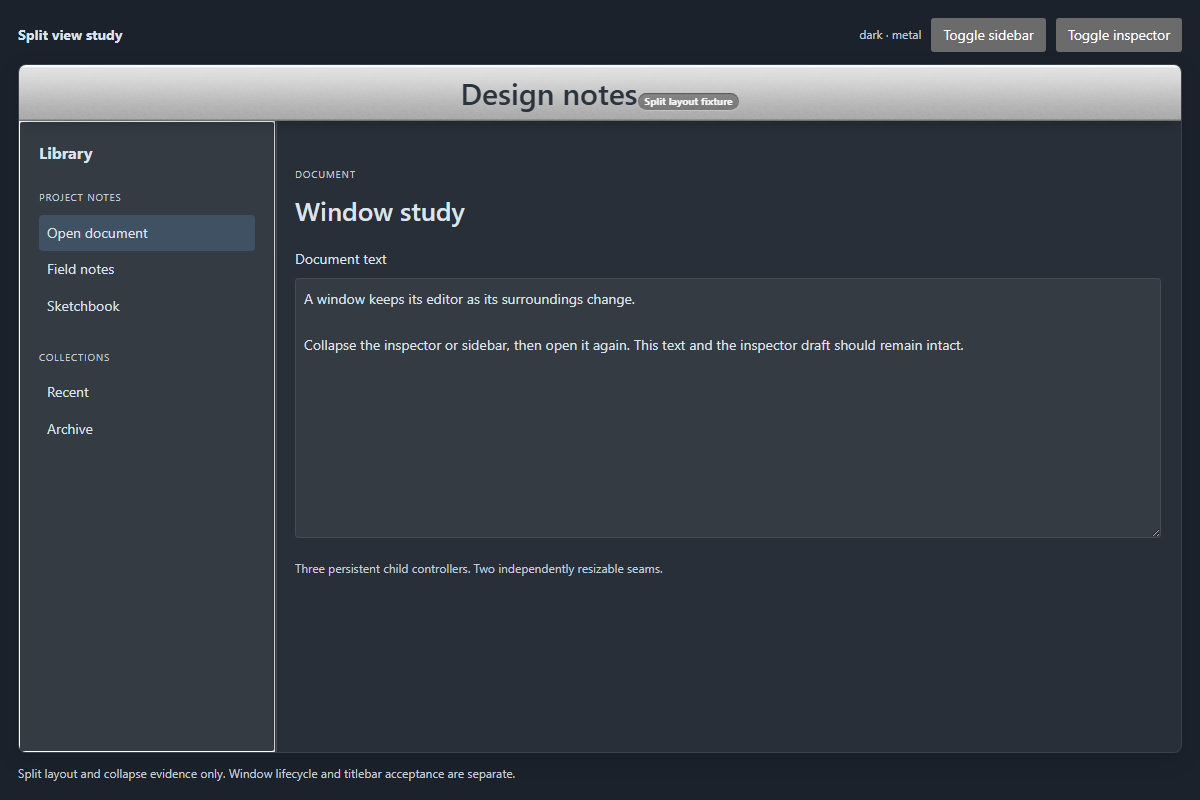 Split view study
dark · metal
Toggle sidebar
Toggle inspector
Design notes
Split layout fixture
Library
PROJECT NOTES
Open document
Field notes
Sketchbook
COLLECTIONS
Recent
Archive
DOCUMENT
Window study
Document text
A window keeps its editor as its surroundings change.
Collapse the inspector or sidebar, then open it again. This text and the inspector draft should remain intact.
Three persistent child controllers. Two independently resizable seams.
Split layout and collapse evidence only. Window lifecycle and titlebar acceptance are separate.